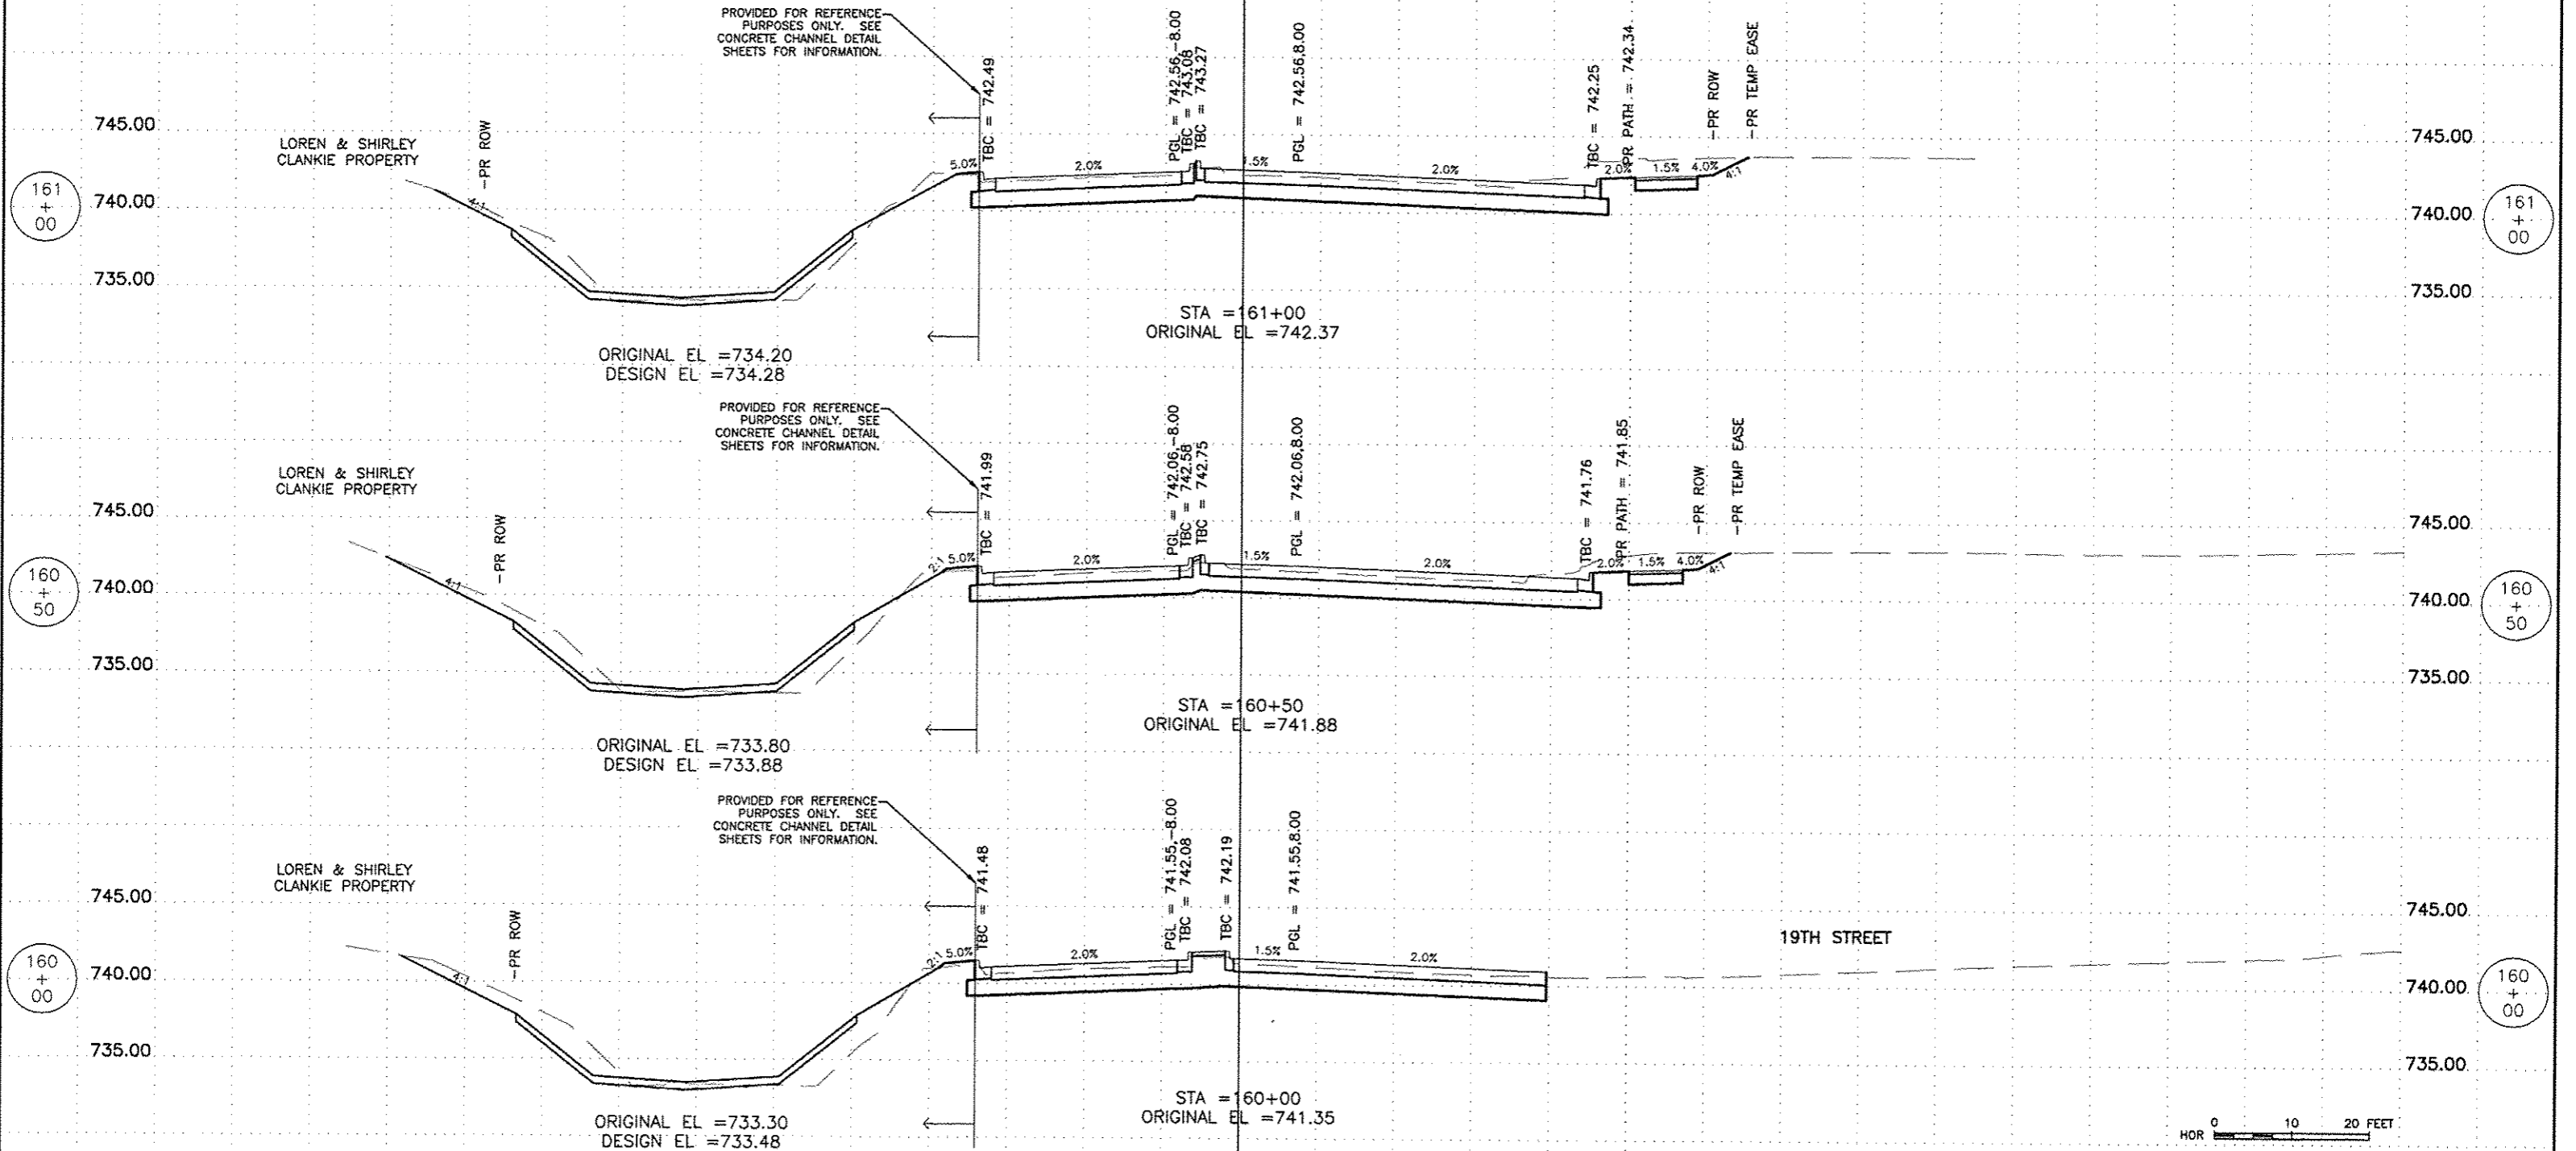 PROVIDED FOR REFERENCE
PURPOSES ONLY. SEE
CONCRETE CHANNEL DETAIL
SHEETS FOR INFORMATION.
TBC = 742.49
PGL = 742.56,-8.00
TBC = 743.08
TBC = 743.27
PGL = 742.56,8.00
TBC = 742.25
PR PATH = 742.34
-PR ROW
-PR TEMP EASE
745.00
LOREN & SHIRLEY
CLANKIE PROPERTY
-PR ROW
745.00
4:1
5.0%
2.0%
1.5%
2.0%
2.0%
1.5%
4.0%
4:1
161
+
00
740.00
740.00
161
+
00
735.00
735.00
STA =161+00
ORIGINAL EL =742.37
ORIGINAL EL =734.20
DESIGN EL =734.28
PROVIDED FOR REFERENCE
PURPOSES ONLY. SEE
CONCRETE CHANNEL DETAIL
SHEETS FOR INFORMATION.
TBC = 741.99
PGL = 742.06,-8.00
TBC = 742.58
TBC = 742.75
PGL = 742.06,8.00
TBC = 741.76
PR PATH = 741.85
-PR ROW
-PR TEMP EASE
LOREN & SHIRLEY
CLANKIE PROPERTY
745.00
-PR ROW
745.00
4:1
2:1
5.0%
2.0%
1.5%
2.0%
2.0%
1.5%
4.0%
4:1
160
+
50
740.00
740.00
160
+
50
735.00
735.00
STA =160+50
ORIGINAL EL =741.88
ORIGINAL EL =733.80
DESIGN EL =733.88
PROVIDED FOR REFERENCE
PURPOSES ONLY. SEE
CONCRETE CHANNEL DETAIL
SHEETS FOR INFORMATION.
TBC = 741.48
PGL = 741.55,-8.00
TBC = 742.08
TBC = 742.19
PGL = 741.55,8.00
LOREN & SHIRLEY
CLANKIE PROPERTY
745.00
-PR ROW
745.00
19TH STREET
4:1
2:1
5.0%
2.0%
1.5%
2.0%
160
+
00
740.00
740.00
160
+
00
735.00
735.00
STA =160+00
ORIGINAL EL =741.35
ORIGINAL EL =733.30
DESIGN EL =733.48
HOR 0 10 20 FEET